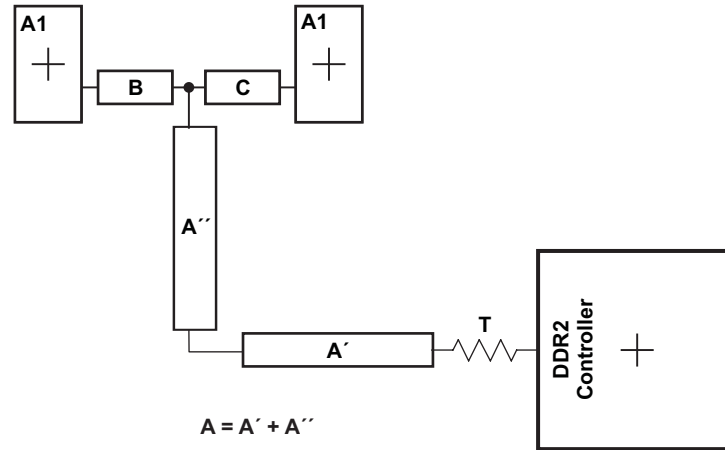 A1
A1
B
C
A´´
T
A´
DDR2
Controller
A = A´ + A´´